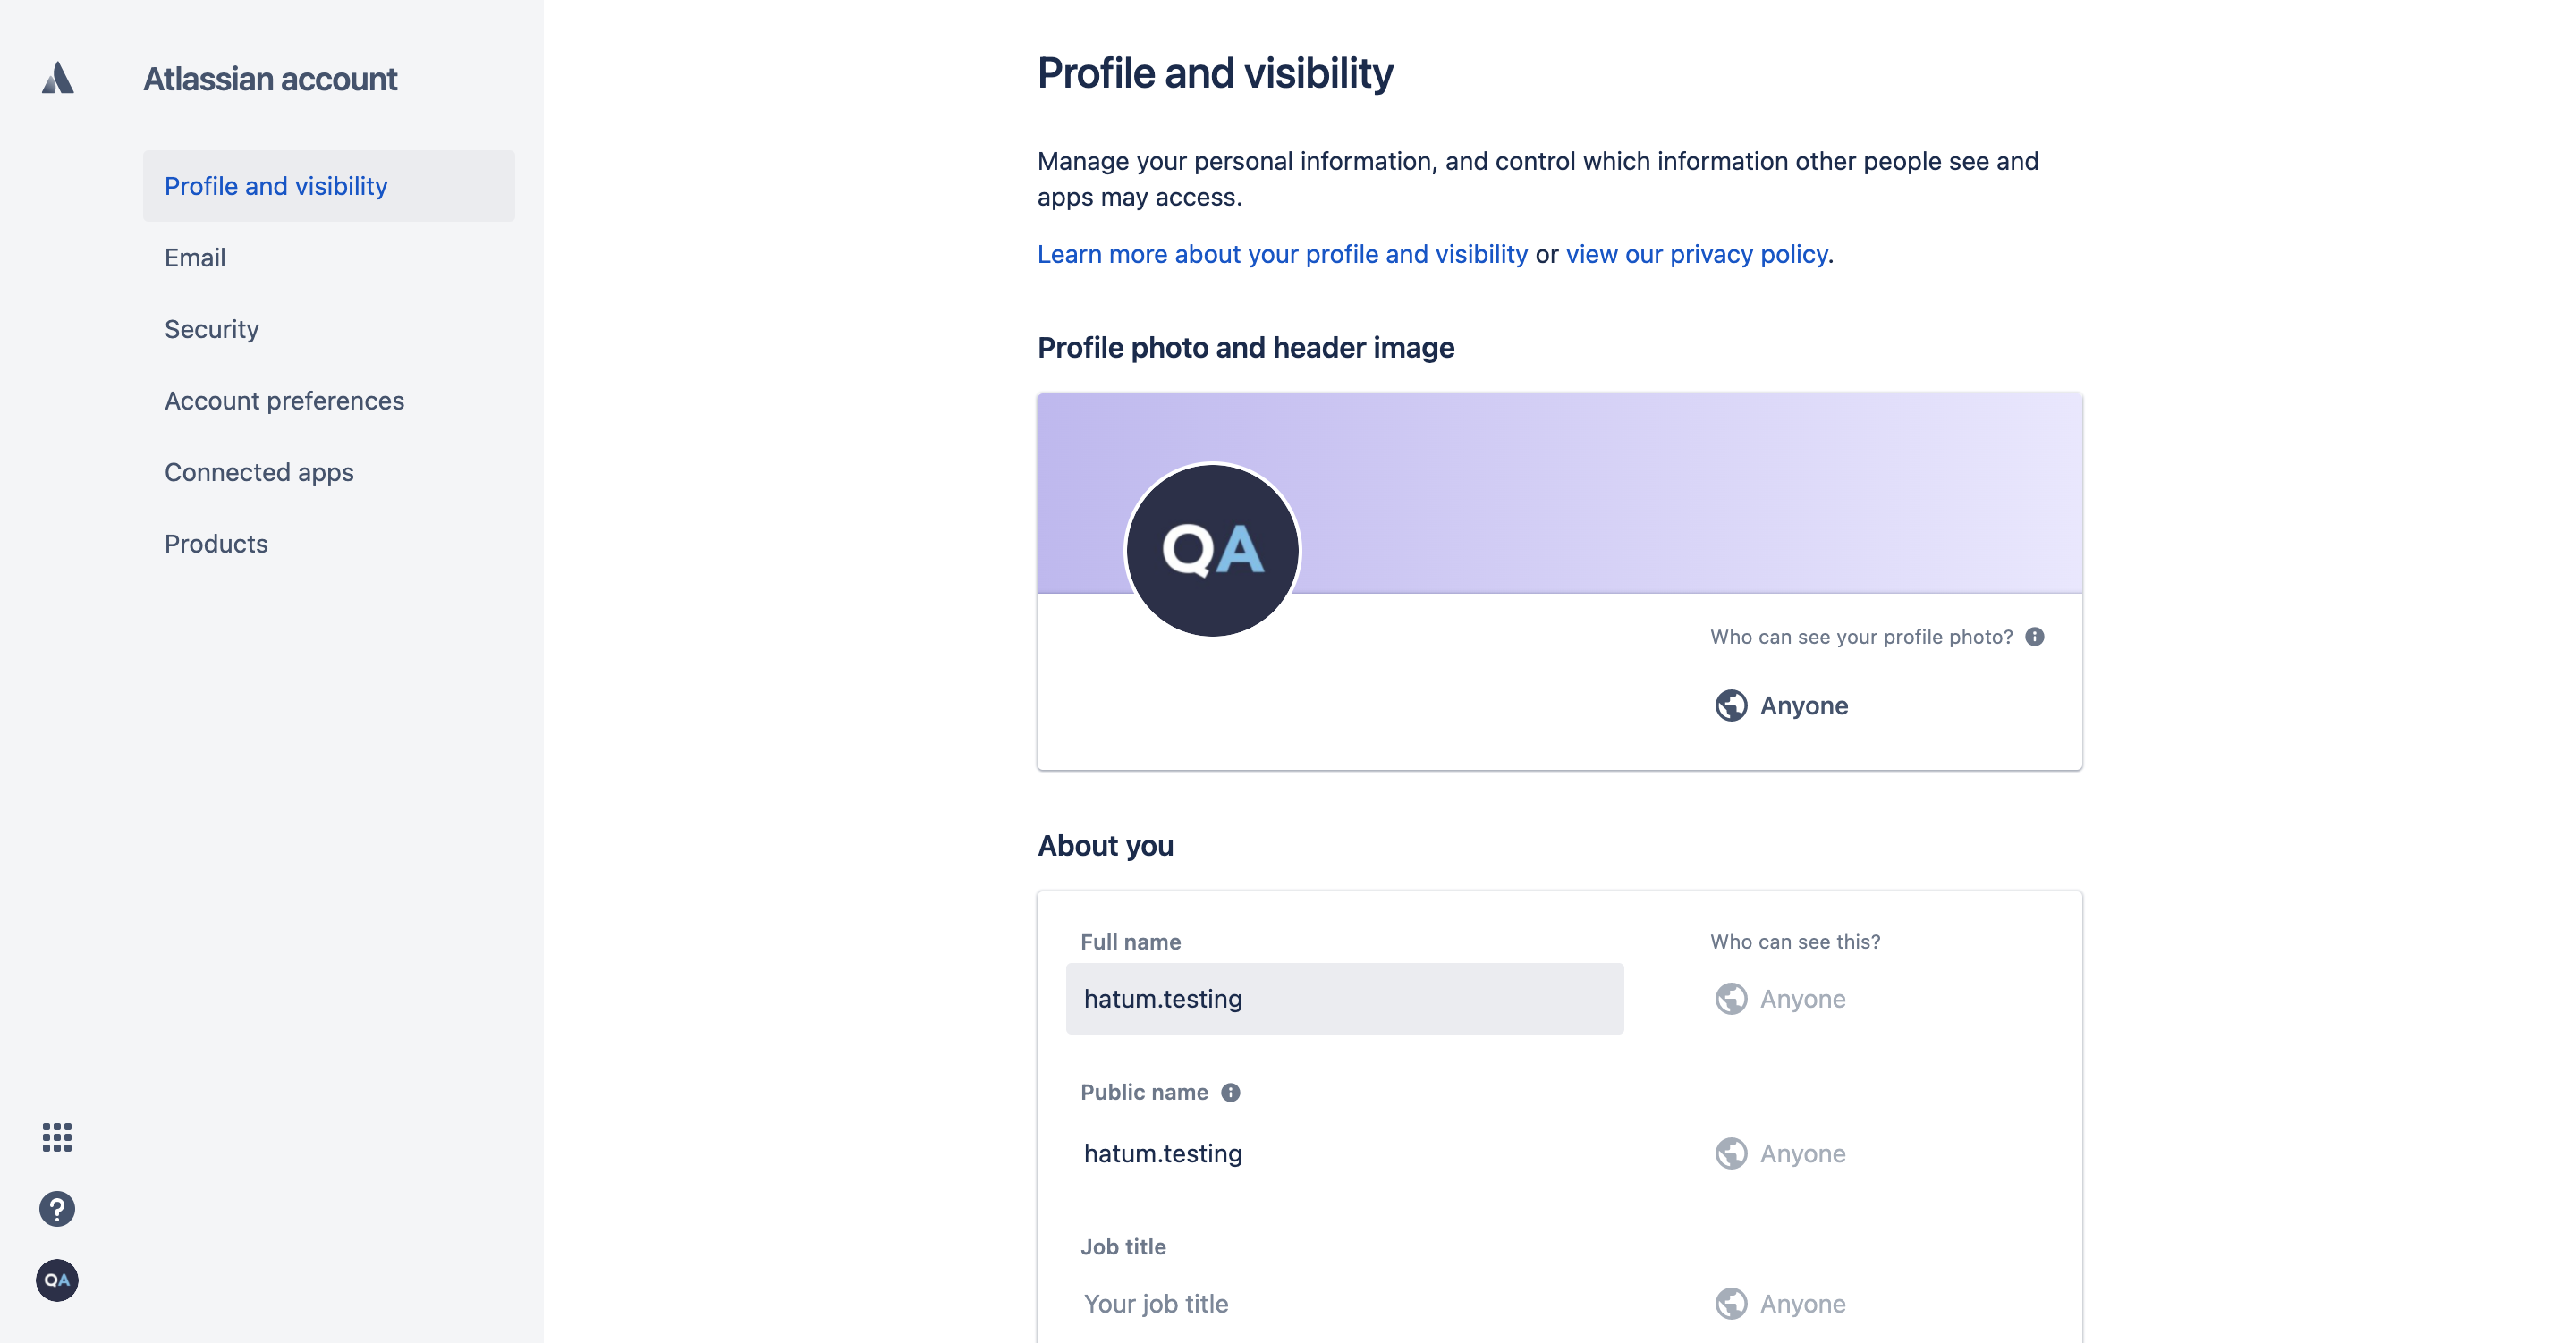 Atlassian account
Profile and visibility
Email
Security
Account preferences
Connected apps
Products
QA
Profile and visibility
Manage your personal information, and control which information other people see and
apps may access.
Learn more about your profile and visibility or view our privacy policy.
Profile photo and header image
QA
Who can see your profile photo?
Anyone
About you
Full name
Who can see this?
hatum.testing
Anyone
Public name
hatum.testing
Anyone
Job title
Your job title
Anyone